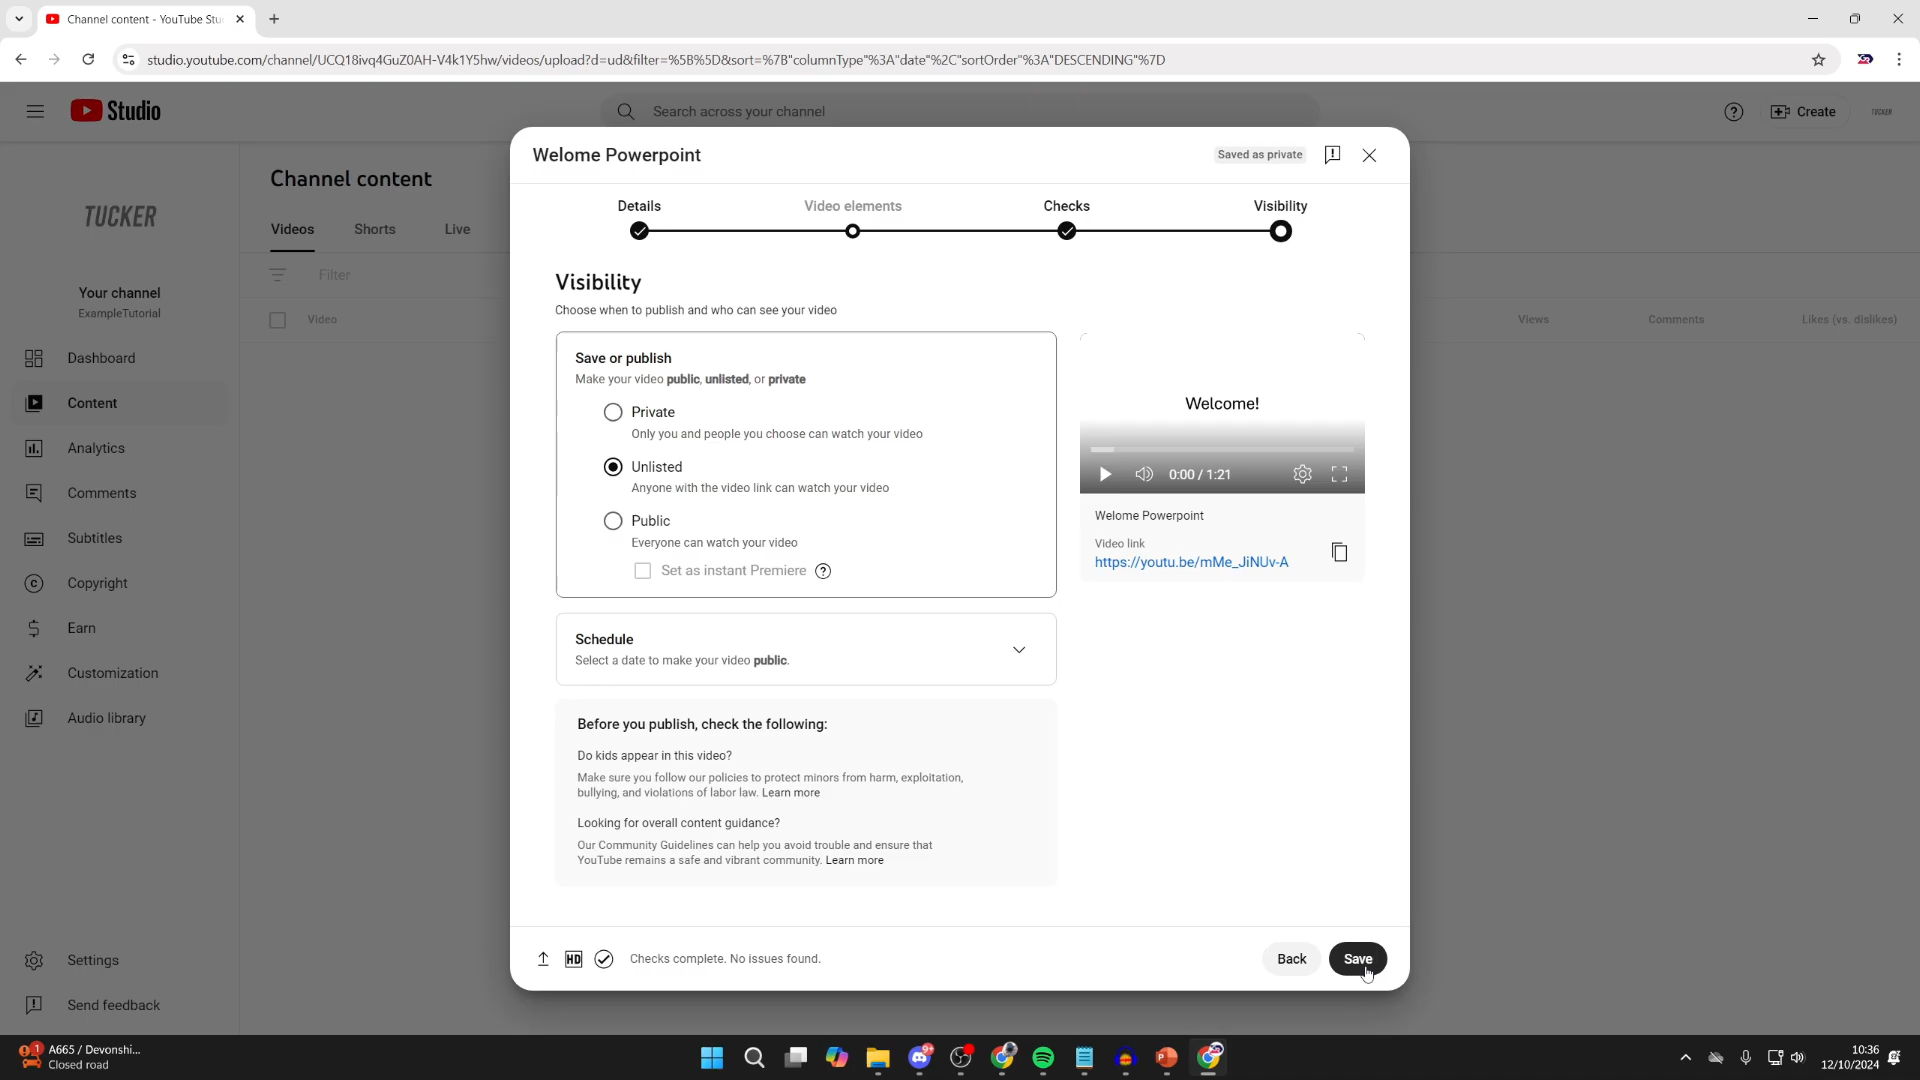 Channel content - YouTube Stu
studio.youtube.com/channel/UCQ18ivq4GuZ0AH-V4k1Y5hw/videos/upload?d=ud&filter=%5B%5D&sort=%7B"columnType"%3A"date"%2C"sortOrder"%3A"DESCENDING"%7D
Studio
Search across your channel
Create
TUCKER
Welome Powerpoint
Saved as private
Channel content
Details
Video elements
Checks
Visibility
TUCKER
Videos
Shorts
Live
Filter
Your channel
ExampleTutorial
Video
Views
Comments
Likes (vs. dislikes)
Dashboard
Content
Analytics
Comments
Subtitles
Copyright
Earn
Customization
Audio library
Settings
Send feedback
Visibility
Choose when to publish and who can see your video
Save or publish
Make your video public, unlisted, or private
Private
Only you and people you choose can watch your video
Unlisted
Anyone with the video link can watch your video
Public
Everyone can watch your video
Set as instant Premiere
Welcome!
0:00 / 1:21
Welome Powerpoint
Video link
https://youtu.be/mMe_JiNUv-A
Schedule
Select a date to make your video public.
Before you publish, check the following:
Do kids appear in this video?
Make sure you follow our policies to protect minors from harm, exploitation,
bullying, and violations of labor law. Learn more
Looking for overall content guidance?
Our Community Guidelines can help you avoid trouble and ensure that
YouTube remains a safe and vibrant community. Learn more
HD
Checks complete. No issues found.
Back
Save
1
A665 / Devonshi...
Closed road
9+
10:36
12/10/2024